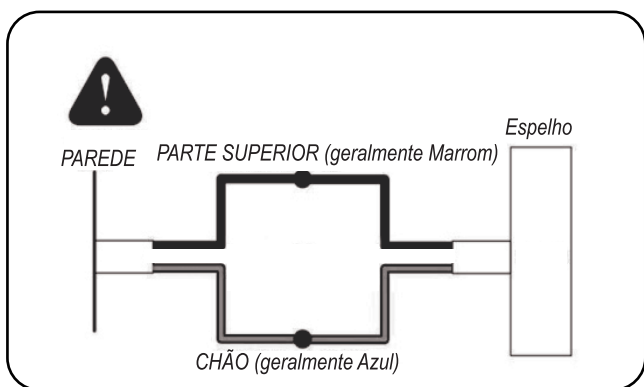 Espelho
PAREDE
PARTE SUPERIOR (geralmente Marrom)
CHÃO (geralmente Azul)